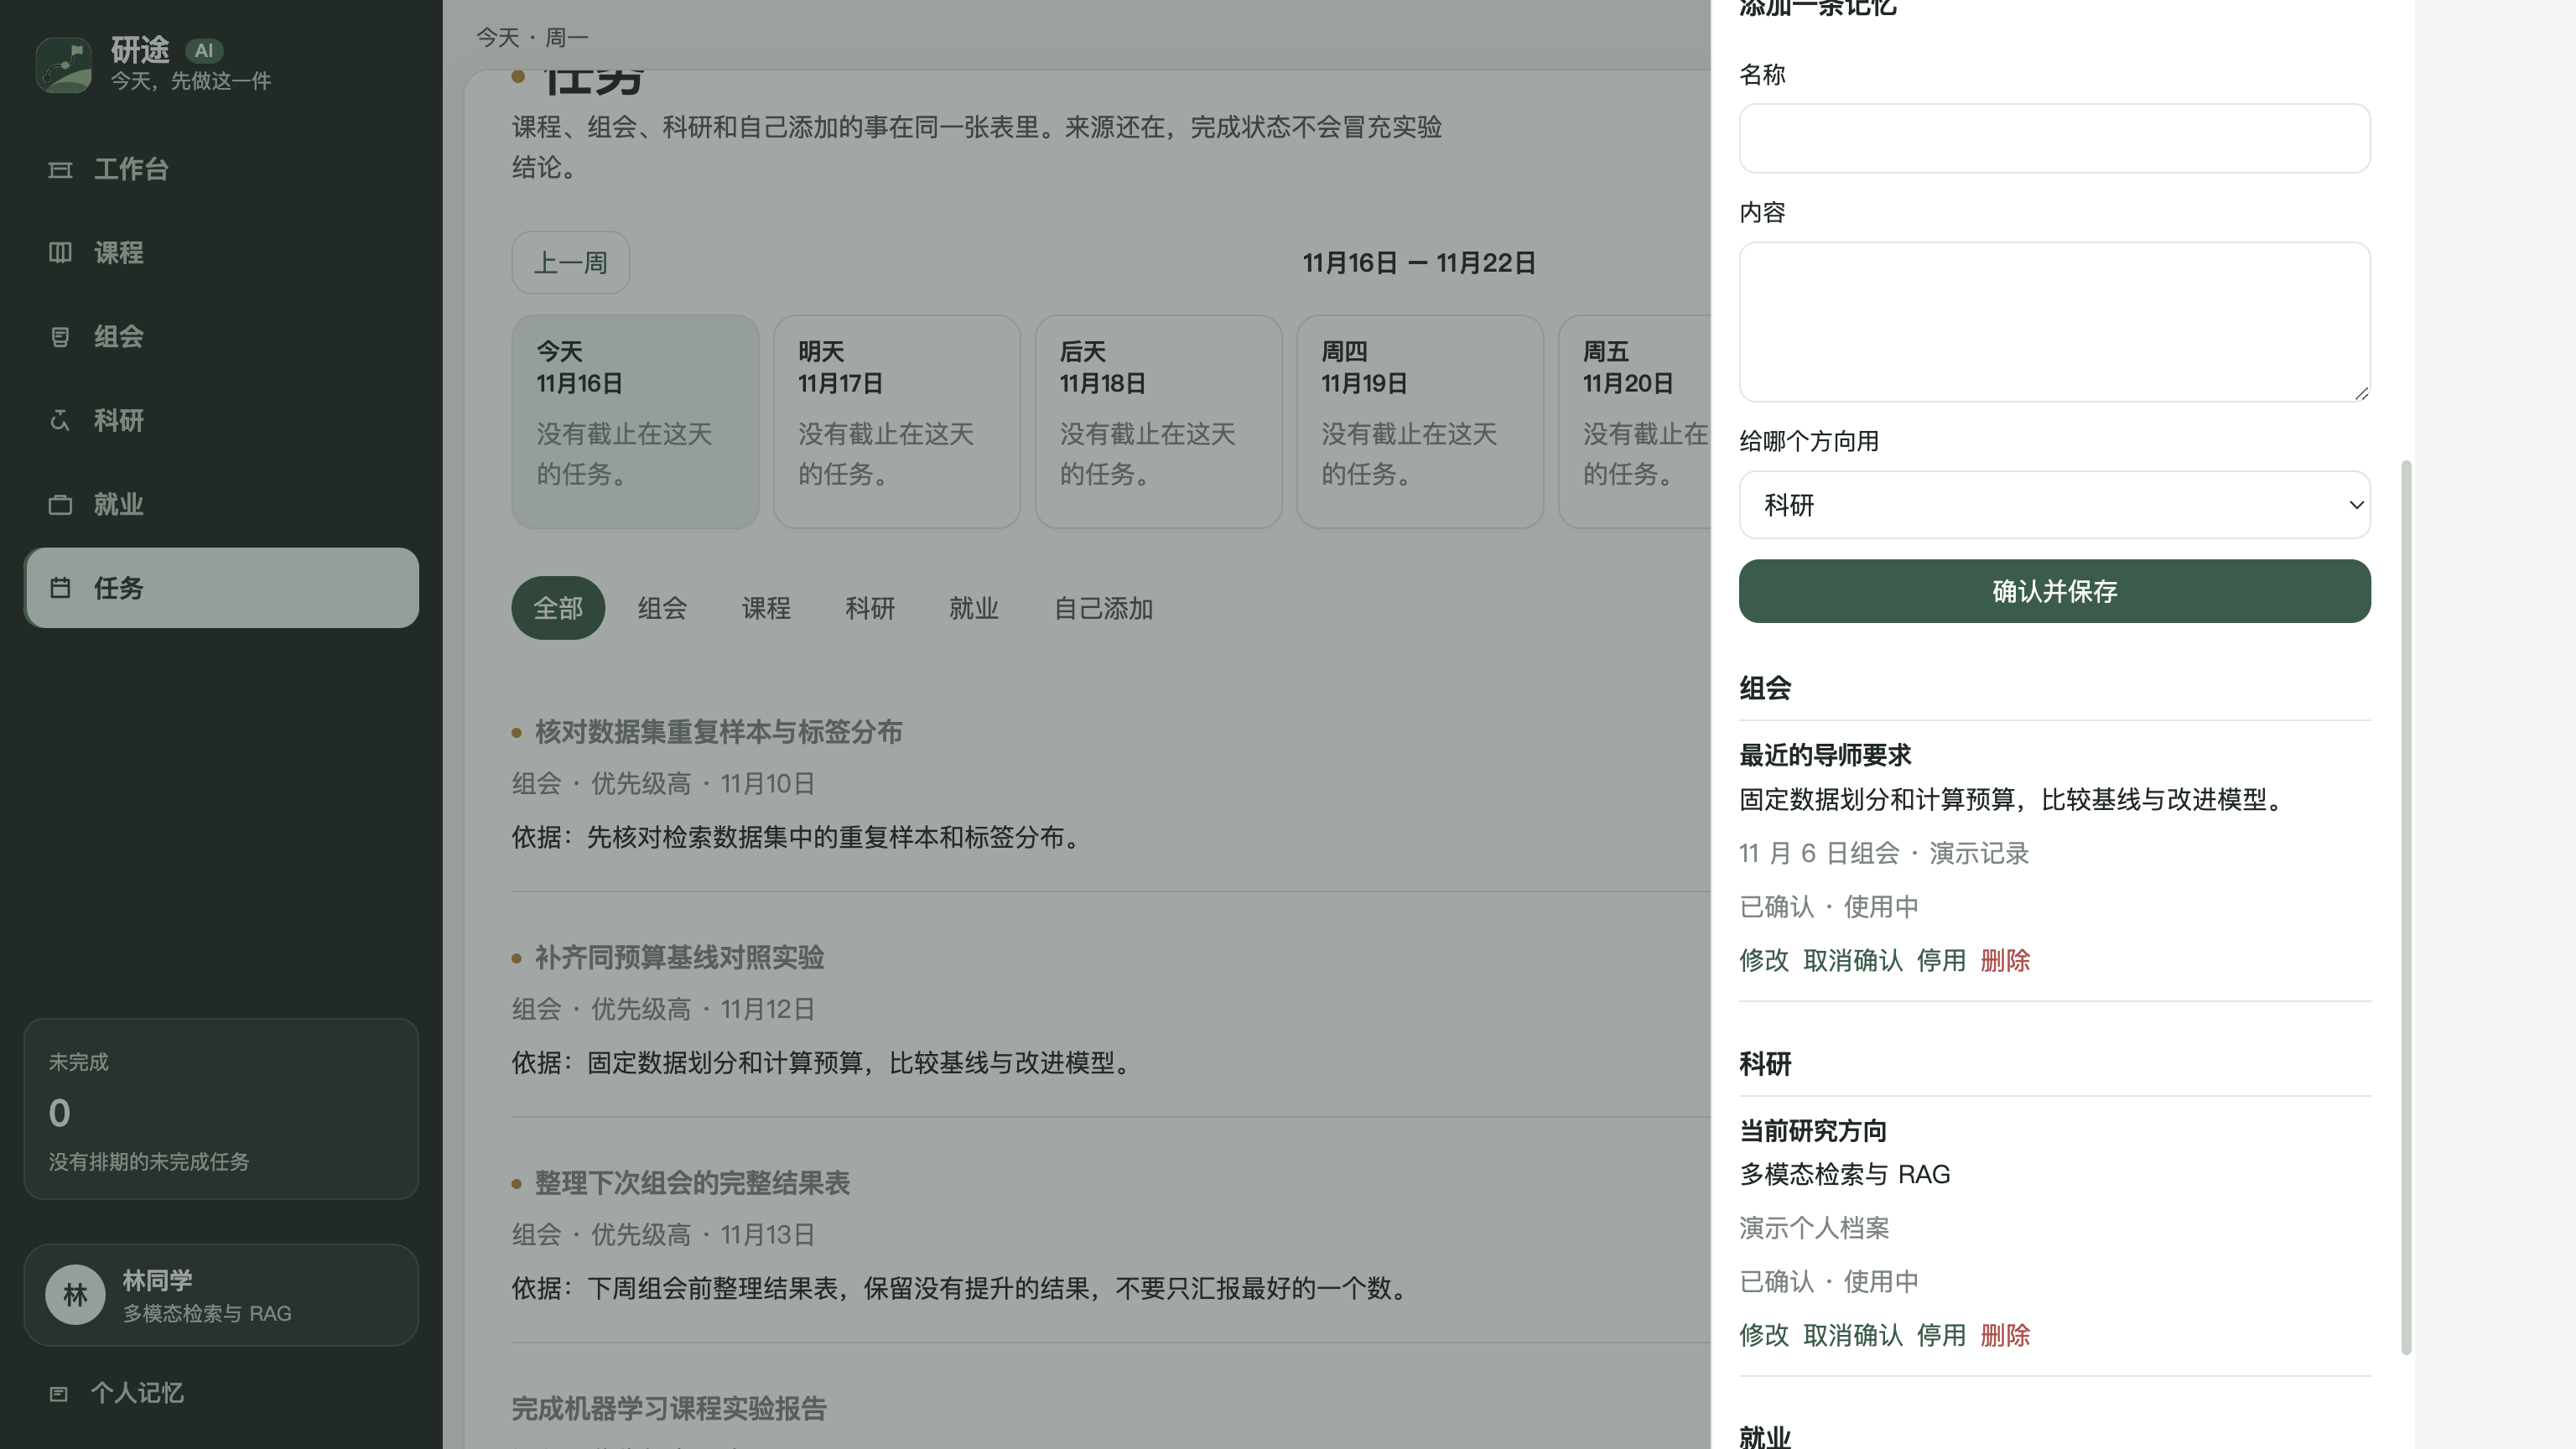 研途 AI
今天，先做这一件
工作台
课程
组会
科研
就业
任务
未完成
0
没有排期的未完成任务
林
林同学
多模态检索与 RAG
个人记忆
今天 · 周一
任务
课程、组会、科研和自己添加的事在同一张表里。来源还在，完成状态不会冒充实验
结论。
上一周
11月16日 — 11月22日
今天
11月16日
没有截止在这天
的任务。
明天
11月17日
没有截止在这天
的任务。
后天
11月18日
没有截止在这天
的任务。
周四
11月19日
没有截止在这天
的任务。
周五
11月20日
没有截止在
的任务。
全部 组会 课程 科研 就业 自己添加
核对数据集重复样本与标签分布
组会 · 优先级高 · 11月10日
依据：先核对检索数据集中的重复样本和标签分布。
补齐同预算基线对照实验
组会 · 优先级高 · 11月12日
依据：固定数据划分和计算预算，比较基线与改进模型。
整理下次组会的完整结果表
组会 · 优先级高 · 11月13日
依据：下周组会前整理结果表，保留没有提升的结果，不要只汇报最好的一个数。
完成机器学习课程实验报告
添加一条记忆
名称
内容
给哪个方向用
科研
确认并保存
组会
最近的导师要求
固定数据划分和计算预算，比较基线与改进模型。
11 月 6 日组会 · 演示记录
已确认 · 使用中
修改 取消确认 停用 删除
科研
当前研究方向
多模态检索与 RAG
演示个人档案
已确认 · 使用中
修改 取消确认 停用 删除
就业